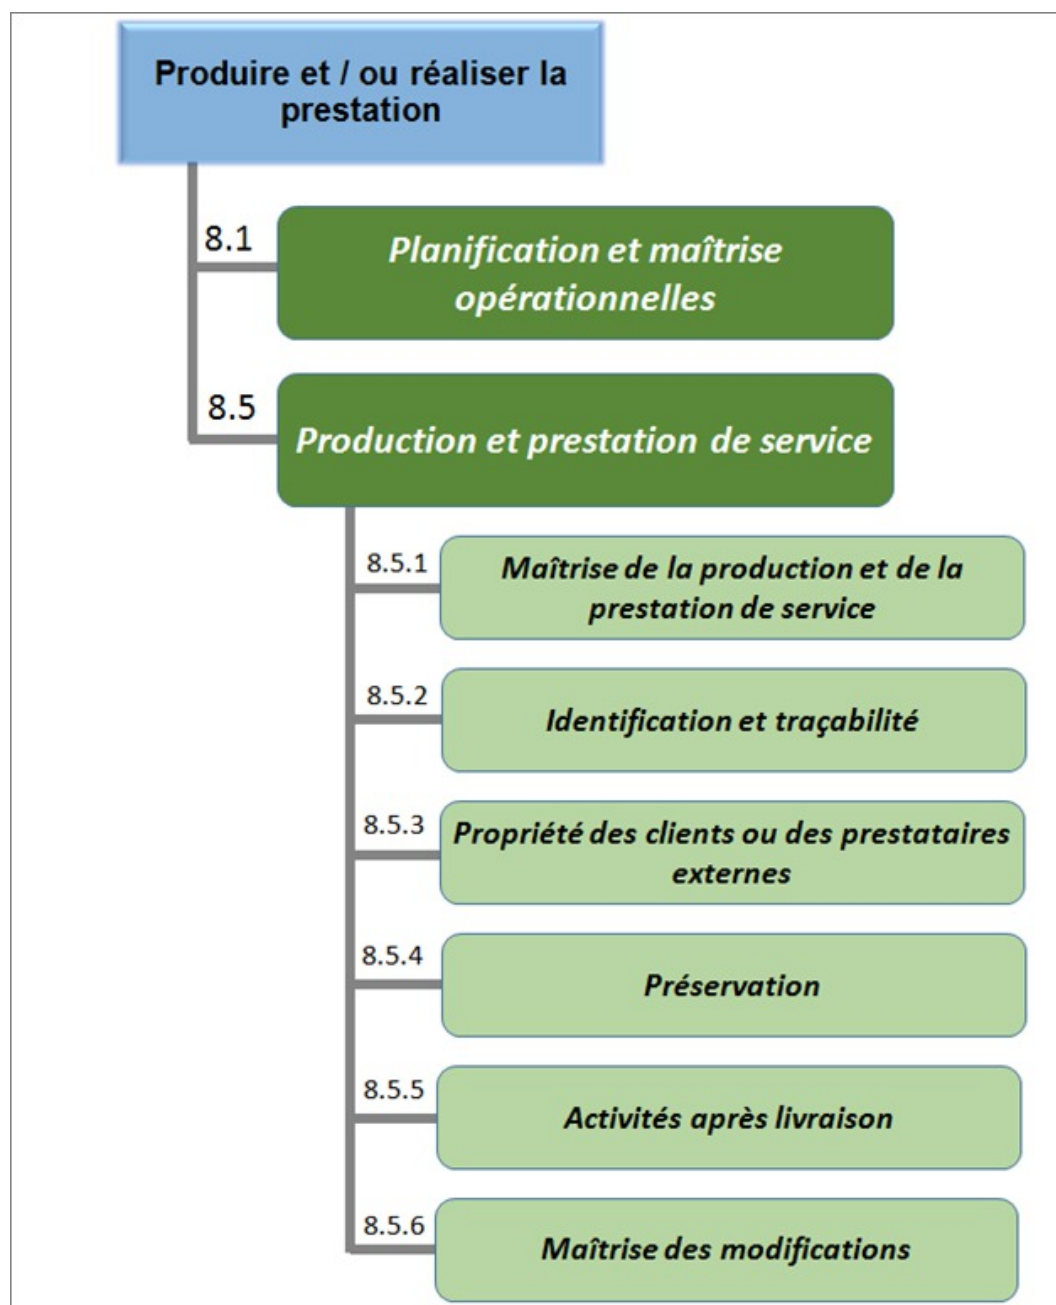 Produire et / ou réaliser la
prestation
8.1
Planification et maîtrise
opérationnelles
8.5
Production et prestation de service
8.5.1
Maîtrise de la production et de la
prestation de service
8.5.2
Identification et traçabilité
8.5.3
Propriété des clients ou des prestataires
externes
8.5.4
Préservation
8.5.5
Activités après livraison
8.5.6
Maîtrise des modifications